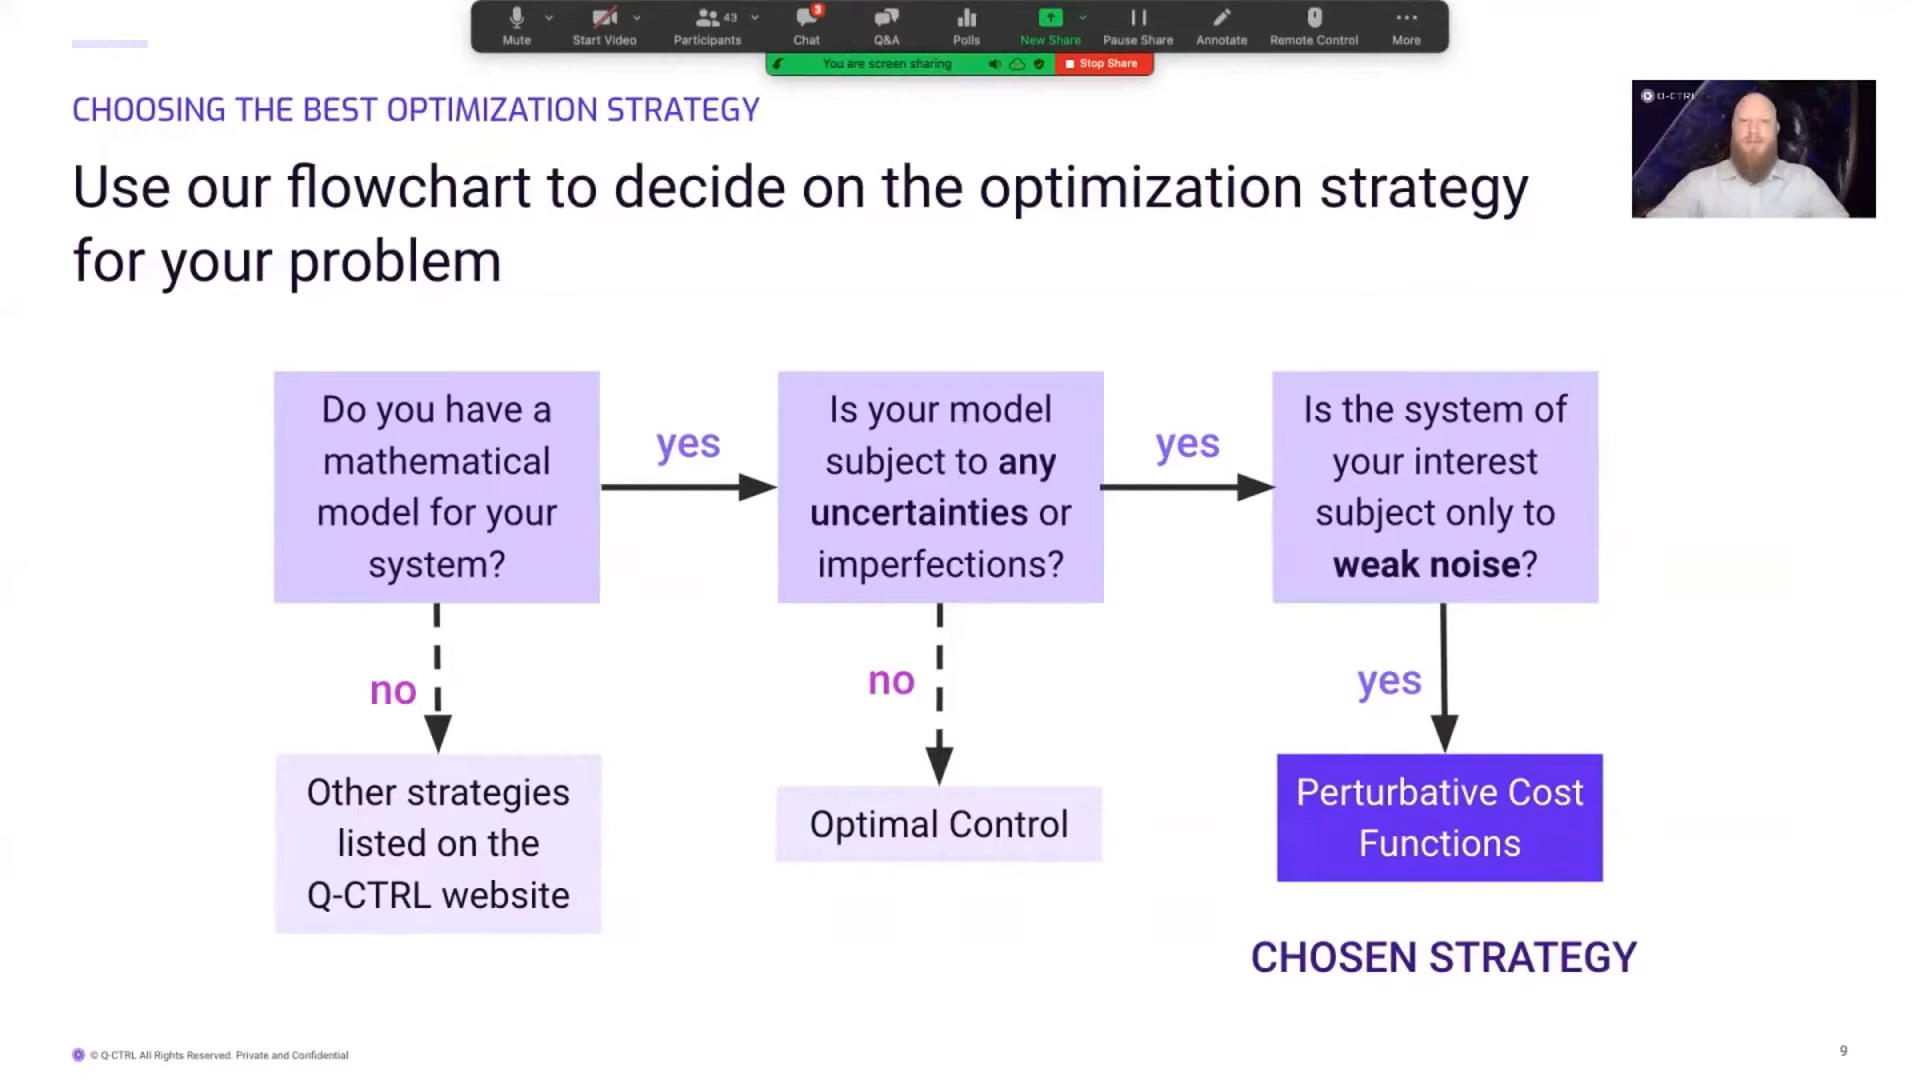 Mute
Start Video
43
Participants
3
Chat
Q&A
Polls
New Share
Pause Share
Annotate
Remote Control
More
You are screen sharing
Stop Share
CHOOSING THE BEST OPTIMIZATION STRATEGY
Q-CTRL
Use our flowchart to decide on the optimization strategy
for your problem
Do you have a
mathematical
model for your
system?
yes
Is your model
subject to any
uncertainties or
imperfections?
yes
Is the system of
your interest
subject only to
weak noise?
no
no
yes
Other strategies
listed on the
Q-CTRL website
Optimal Control
Perturbative Cost
Functions
CHOSEN STRATEGY
© Q-CTRL All Rights Reserved. Private and Confidential
9